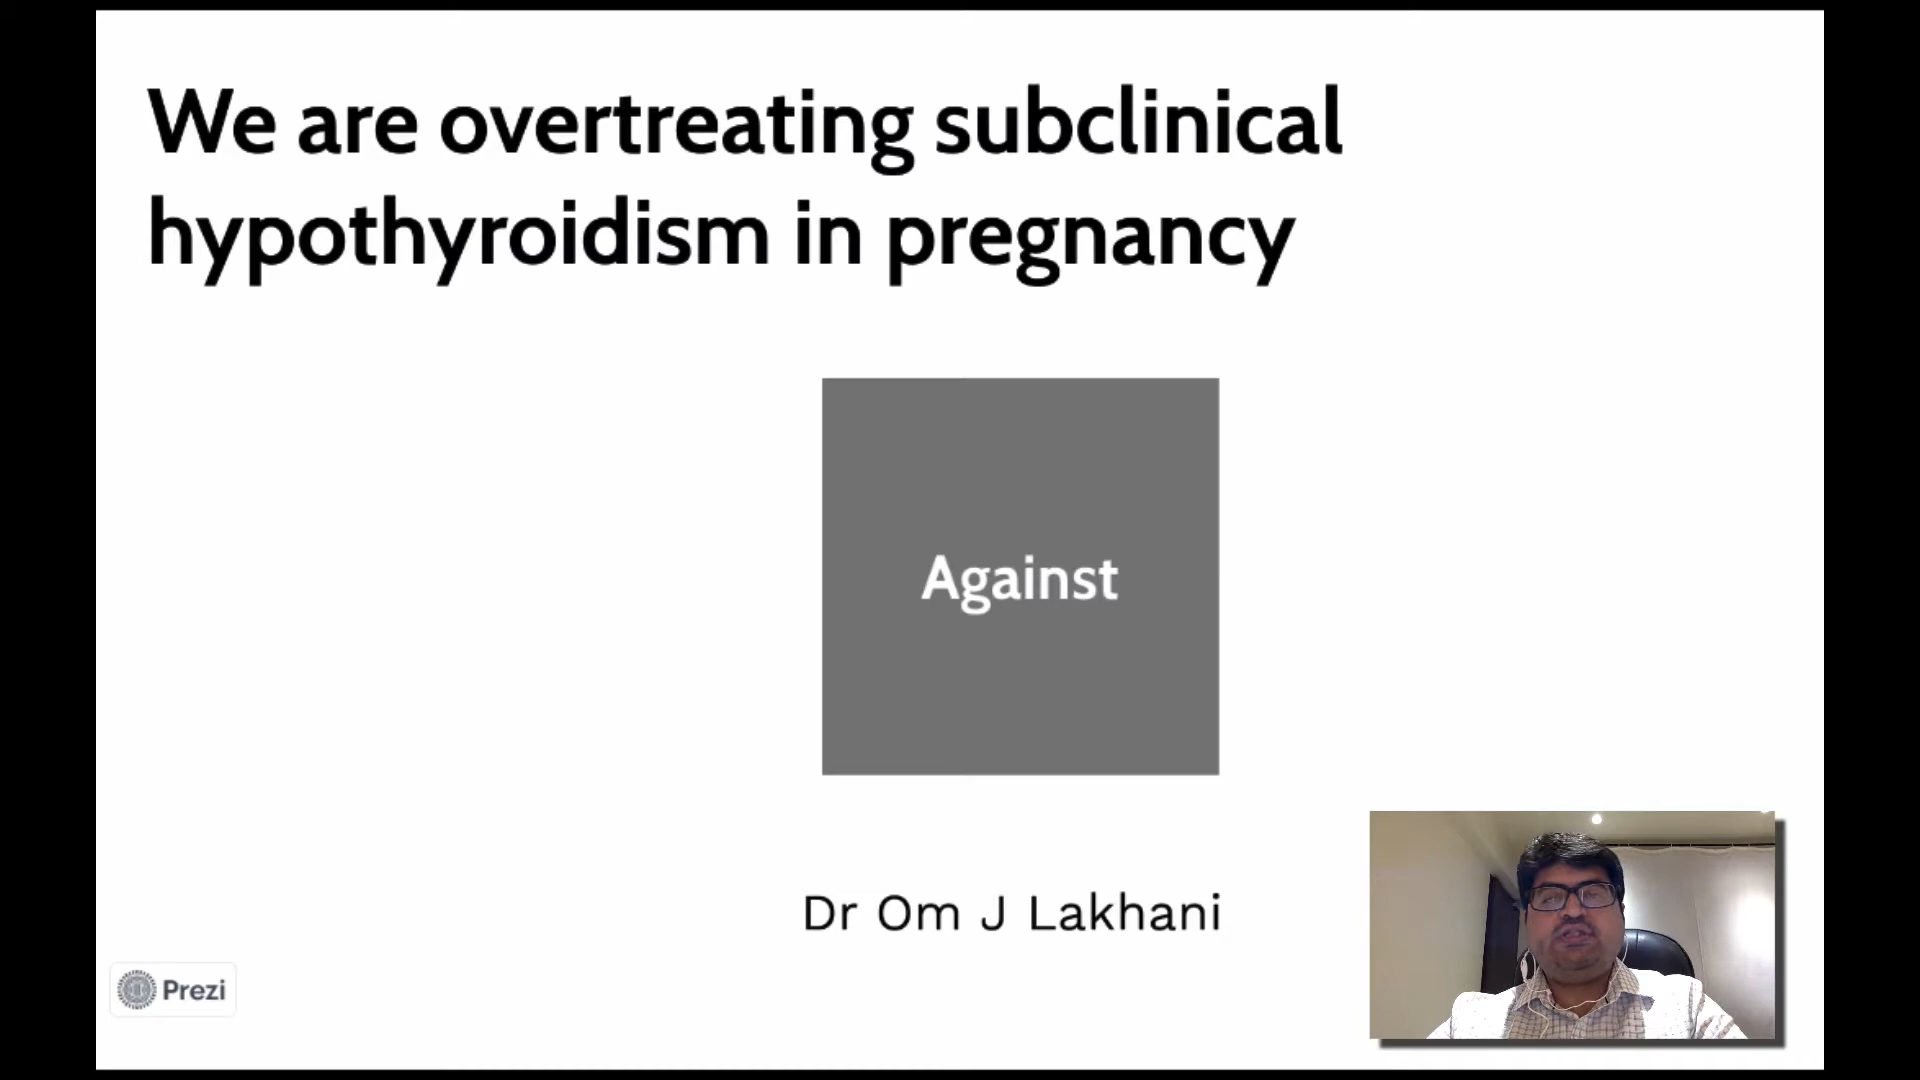 We are overtreating subclinical
hypothyroidism in pregnancy
Against
Dr Om J Lakhani
Prezi